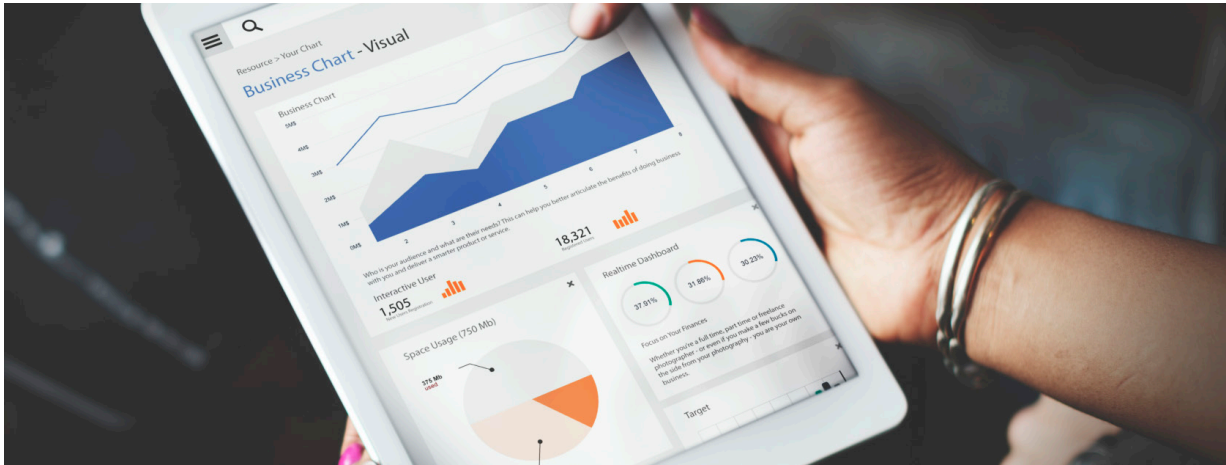 Resource > Your Chart
Business Chart - Visual
Business Chart
5M$
4M$
3M$
2M$
1M$
0M$
2
3
4
5
6
7
8
Who is your audience and what are their needs? This can help you better articulate the benefits of doing business
with you and deliver a smarter product or service.
Interactive User
1,505
New Users Registration
18,321
Registered Users
Space Usage (750 Mb)
375 Mb
used
Realtime Dashboard
37.91%
31.86%
30.23%
Focus on Your Finances
Whether you're a full time, part time or freelance
photographer - or even if you make a few bucks on
the side from your photography - you are your own
business.
Target